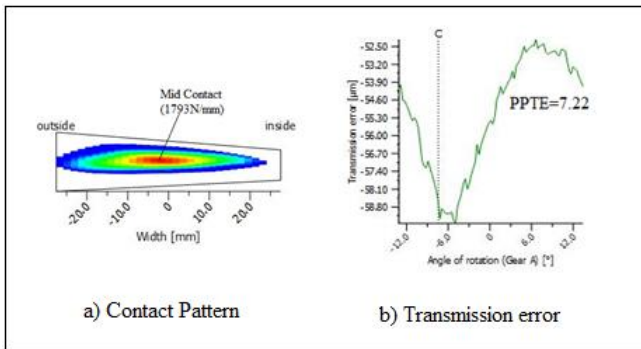 Mid Contact
(1793N/mm)
outside
inside
-20.0
-10.0
0
10.0
20.0
Width [mm]
a) Contact Pattern
C
-52.50
-53.20
-53.90
-54.60
-55.30
-56.00
-56.70
-57.40
-58.10
-58.80
Transmission error [μm]
PPTE=7.22
-12.0
-6.0
0
6.0
12.0
Angle of rotation (Gear A) [°]
b) Transmission error